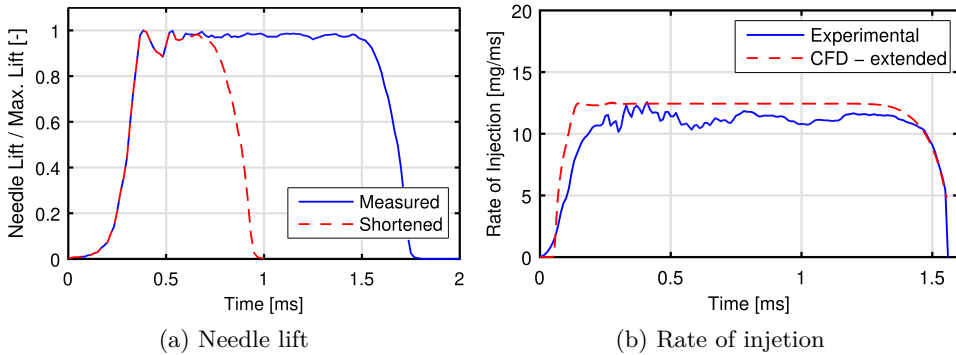 Needle Lift / Max. Lift [-]
1
0.8
0.6
0.4
0.2
0
0
0.5
1
1.5
2
Time [ms]
Measured
Shortened
(a) Needle lift
Rate of Injection [mg/ms]
20
15
10
5
0
0
0.5
1
1.5
Time [ms]
Experimental
CFD − extended
(b) Rate of injetion